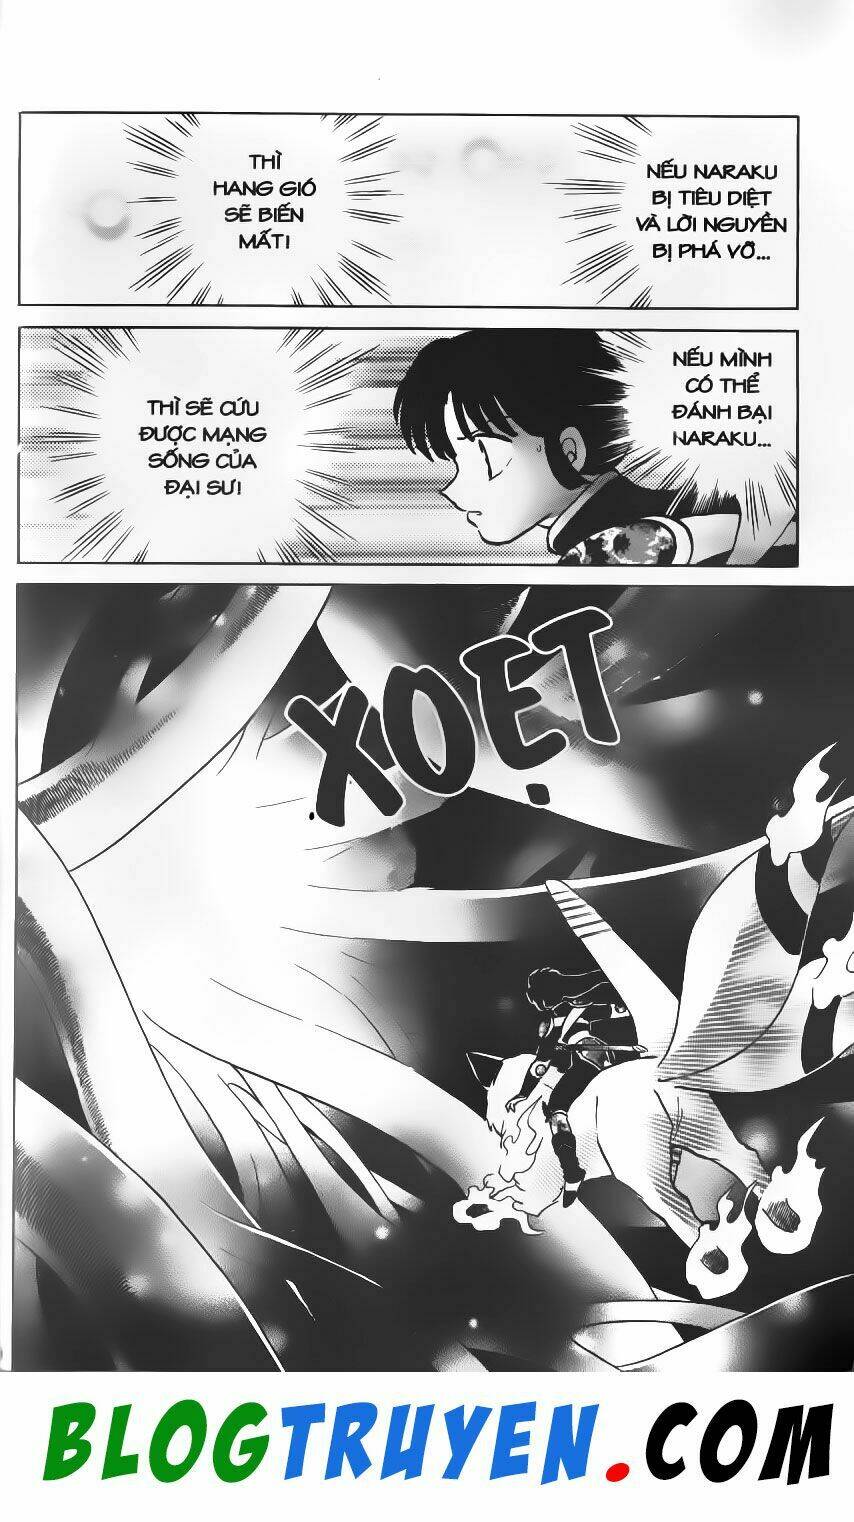 NẾU NARAKU
BỊ TIÊU DIỆT
VÀ LỜI NGUYỀN
BỊ PHÁ VỠ...
THÌ
HANG GIÓ
SẼ BIẾN
MẤT!
NẾU MÌNH
CÓ THỂ
ĐÁNH BẠI
NARAKU...
THÌ SẼ CỨU
ĐƯỢC MẠNG
SỐNG CỦA
ĐẠI SƯ!
XOẸT
BLOGTRUYEN.COM